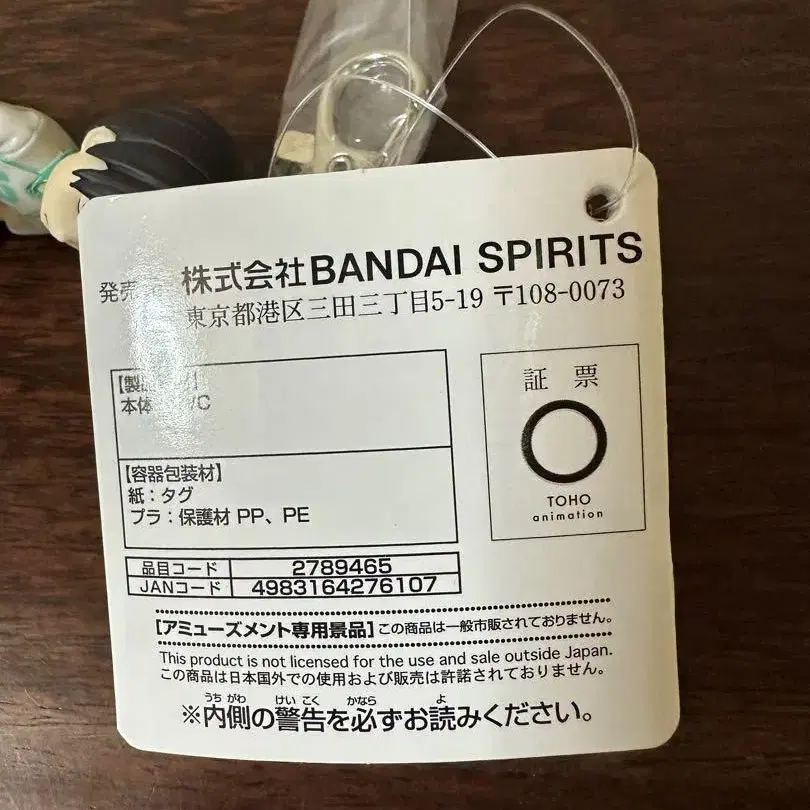 発売
株式会社BANDAI SPIRITS
東京都港区三田三丁目5-19 〒108-0073
証 票
TOHO
animation
本体
【容器包装材】
紙：タグ
プラ：保護材 PP、PE
品目コード 2789465
JANコード 4983164276107
[アミューズメント専用景品] この商品は一般市販されておりません。
This product is not licensed for the use and sale outside Japan.
この商品は日本国外での使用および販売は許諾されておりません。
うちがわ けいこく かなら よ
※内側の警告を必ずお読みください。